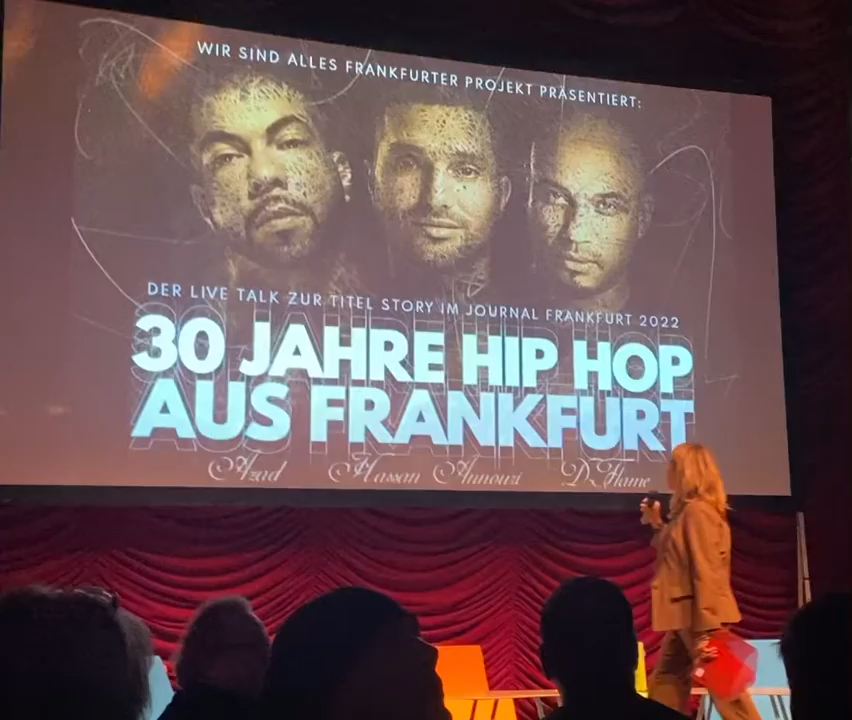 WIR SIND ALLES FRANKFURTER PROJEKT PRÄSENTIERT:
DER LIVE TALK ZUR TITEL STORY IM JOURNAL FRANKFURT 2022
30 JAHRE HIP HOP
AUS FRANKFURT
Azad Hassan Annouri D-Flame